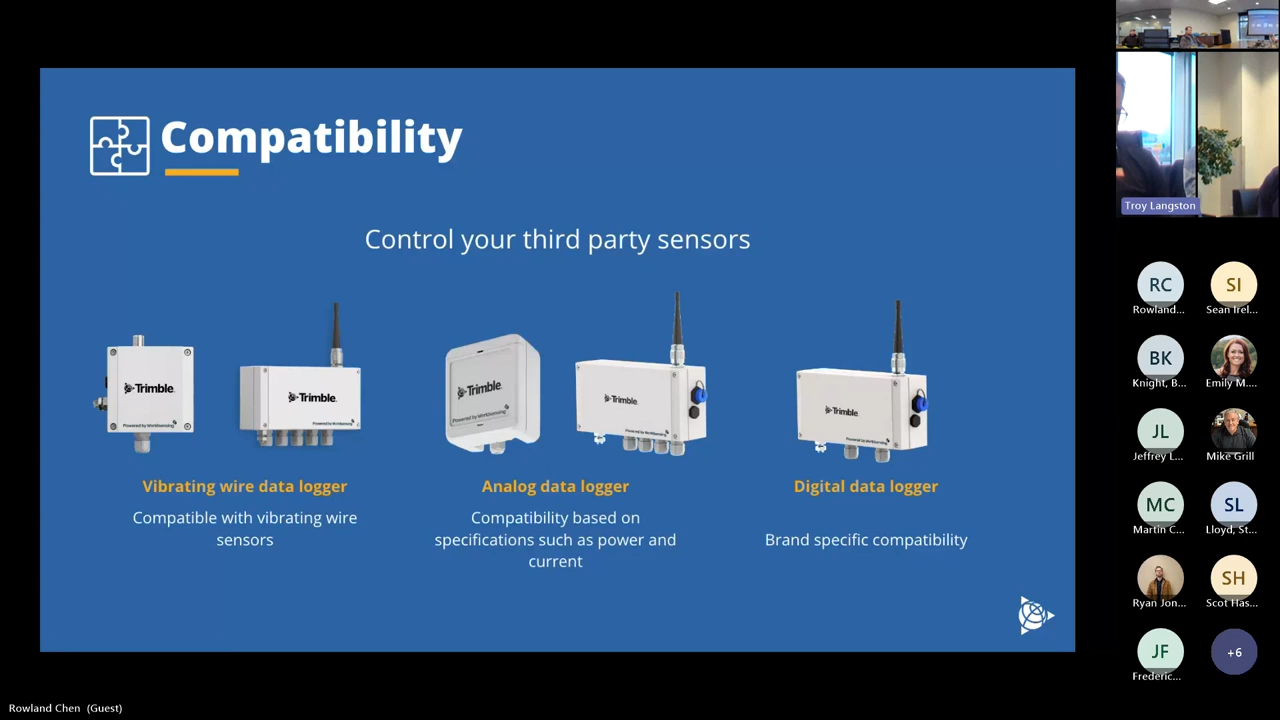 Compatibility
Control your third party sensors
Trimble.
Powered by Worldsensing
Trimble.
Powered by Worldsensing
Trimble.
Powered by Worldsensing
Trimble.
Powered by Worldsensing
Trimble.
Powered by Worldsensing
Vibrating wire data logger
Compatible with vibrating wire
sensors
Analog data logger
Compatibility based on
specifications such as power and
current
Digital data logger
Brand specific compatibility
Troy Langston
RC
Rowland...
SI
Sean Irel...
BK
Knight, B...
Emily M....
JL
Jeffrey L...
Mike Grill
MC
Martin C...
SL
Lloyd, St...
Ryan Jon...
SH
Scot Has...
JF
Frederic...
+6
Rowland Chen (Guest)